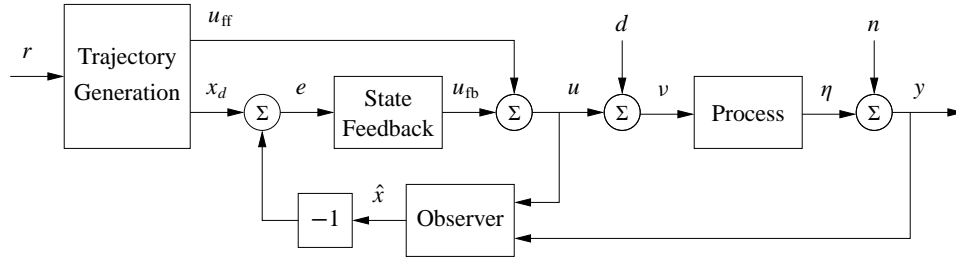 u_ff
d
n
r
Trajectory
Generation
x_d
Σ
e
State
Feedback
u_fb
Σ
u
Σ
ν
Process
η
Σ
y
−1
x̂
Observer